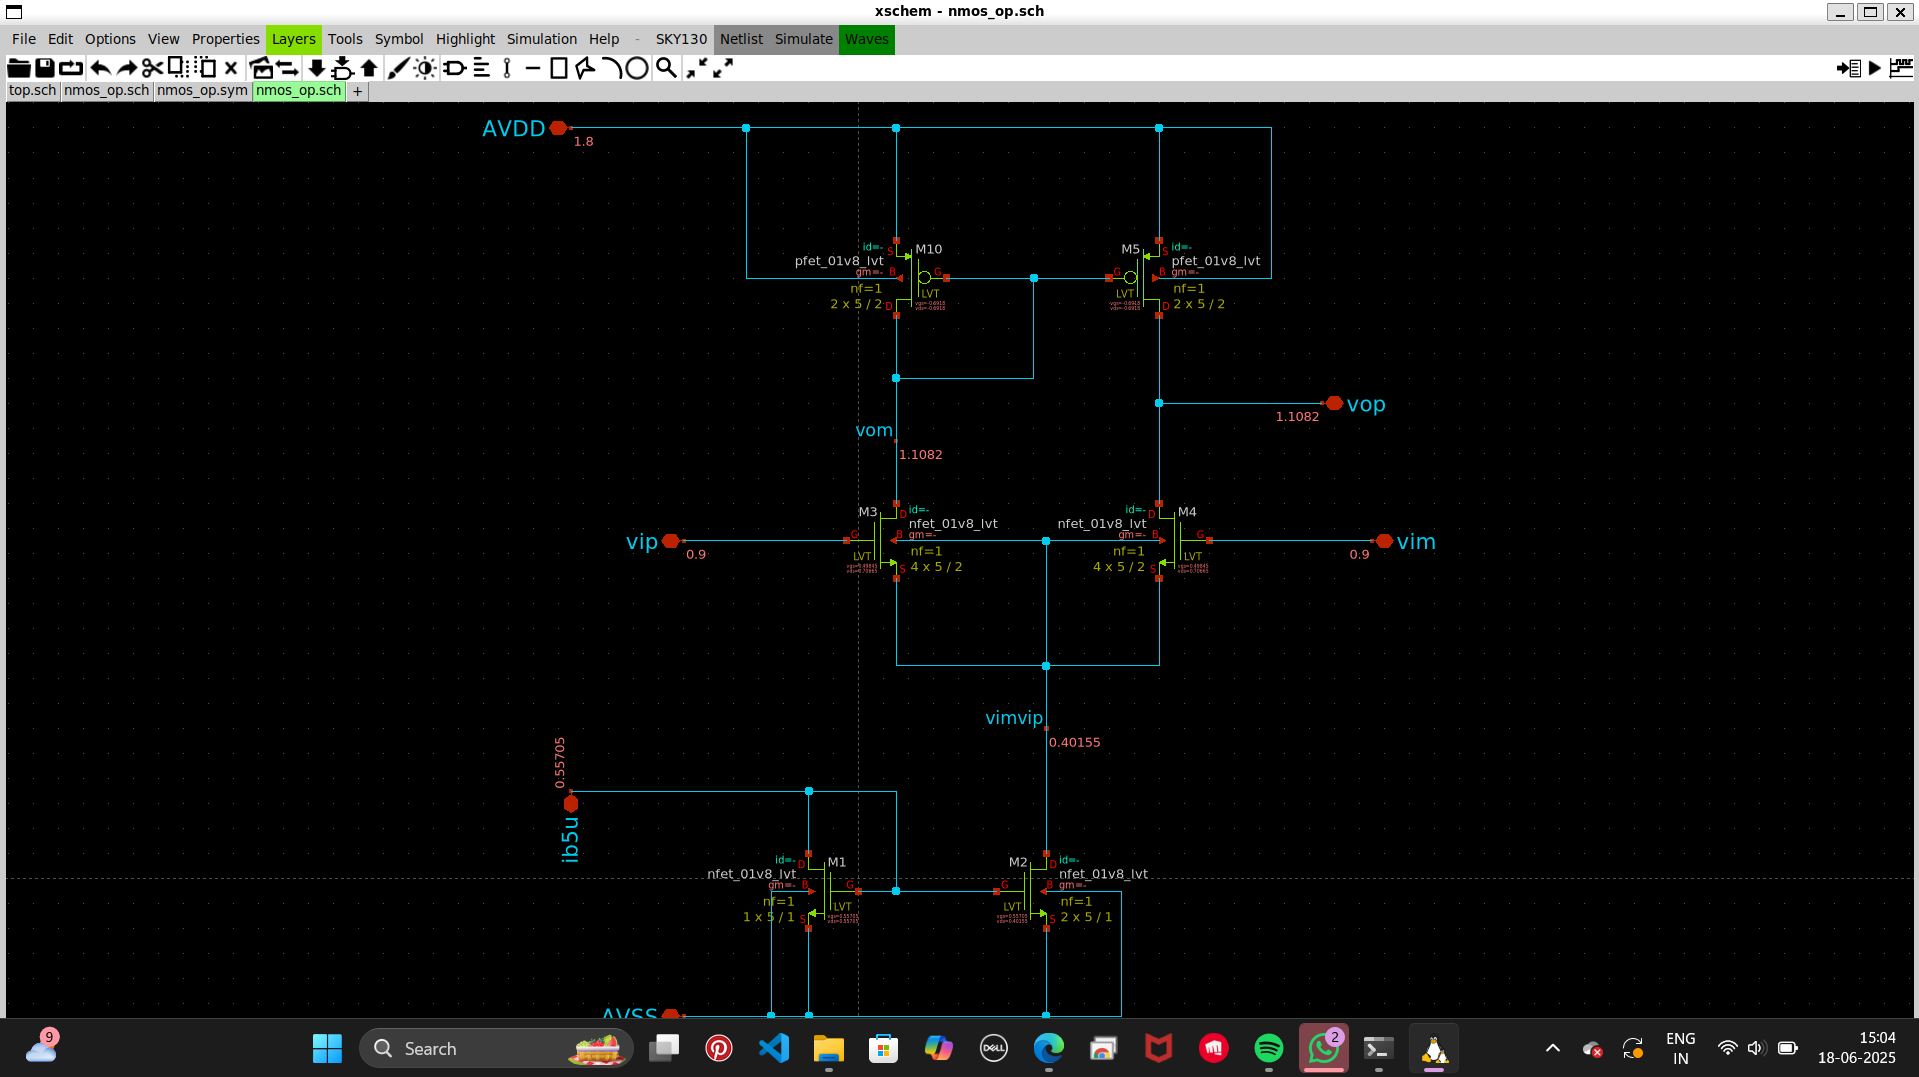 xschem - nmos_op.sch
File Edit Options View Properties Layers Tools Symbol Highlight Simulation Help - SKY130 Netlist Simulate Waves
top.sch nmos_op.sch nmos_op.sym nmos_op.sch +
AVDD
1.8
id=- S M10
pfet_01v8_lvt
gm=- B G
nf=1 LVT
2 x 5 / 2 D
M5 S id=-
pfet_01v8_lvt
G B gm=-
LVT nf=1
D 2 x 5 / 2
vop
1.1082
vom
1.1082
M3 D id=-
nfet_01v8_lvt
G B gm=-
LVT nf=1
S 4 x 5 / 2
id=- D M4
nfet_01v8_lvt
gm=- B G
nf=1 LVT
4 x 5 / 2 S
vip
0.9
vim
0.9
vimvip
0.40155
0.55705
ib5u
id=- D M1
nfet_01v8_lvt
gm=- B G
nf=1 LVT
1 x 5 / 1 S
M2 D id=-
nfet_01v8_lvt
G B gm=-
LVT nf=1
S 2 x 5 / 1
AVSS
9
Search
DELL
2
ENG
IN
15:04
18-06-2025